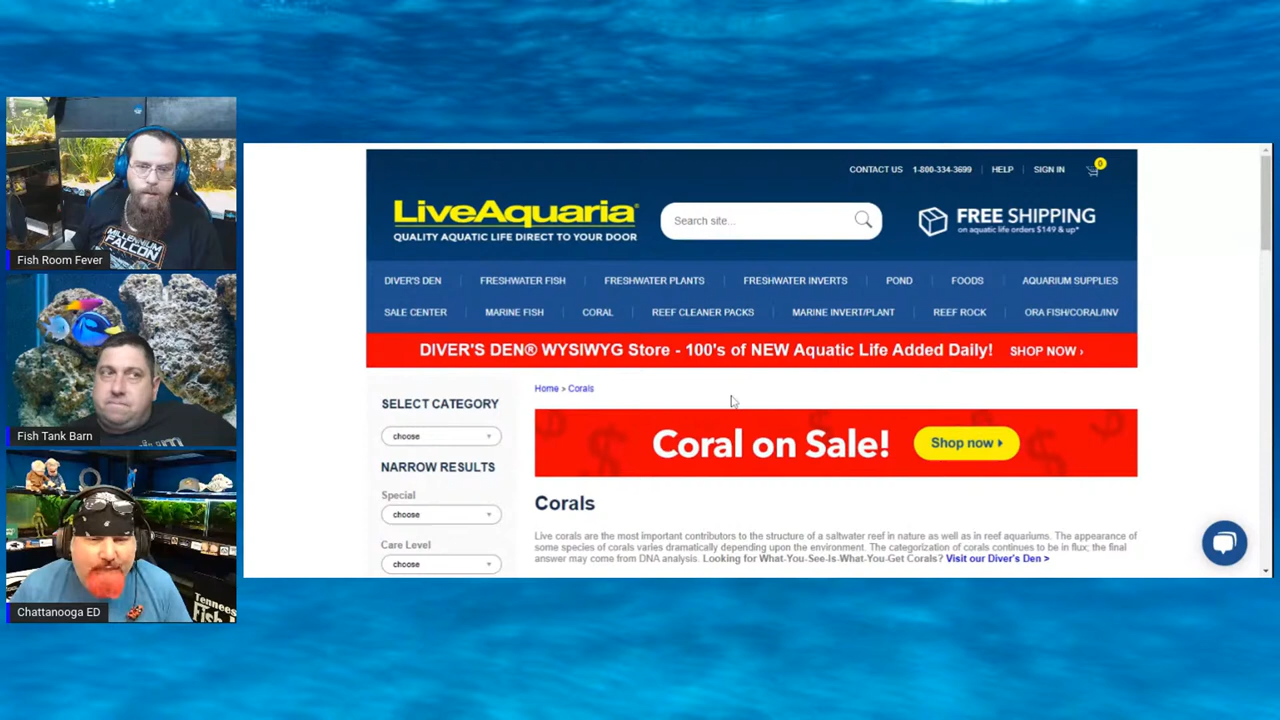 MILLENNIUM
FALCON
Fish Room Fever
Fish Tank Barn
Chattanooga ED
Fish
CONTACT US 1-800-334-3699 HELP SIGN IN 0
LiveAquaria®
QUALITY AQUATIC LIFE DIRECT TO YOUR DOOR
Search site...
FREE SHIPPING
on aquatic life orders $149 & up*
DIVER'S DEN FRESHWATER FISH FRESHWATER PLANTS FRESHWATER INVERTS POND FOODS AQUARIUM SUPPLIES
SALE CENTER MARINE FISH CORAL REEF CLEANER PACKS MARINE INVERT/PLANT REEF ROCK ORA FISH/CORAL/INV
DIVER'S DEN® WYSIWYG Store - 100's of NEW Aquatic Life Added Daily! SHOP NOW ›
SELECT CATEGORY
choose
NARROW RESULTS
Special
choose
Care Level
choose
Home > Corals
Coral on Sale! Shop now
Corals
Live corals are the most important contributors to the structure of a saltwater reef in nature as well as in reef aquariums. The appearance of
some species of corals varies dramatically depending upon the environment. The categorization of corals continues to be in flux; the final
answer may come from DNA analysis. Looking for What-You-See-Is-What-You-Get Corals? Visit our Diver's Den >